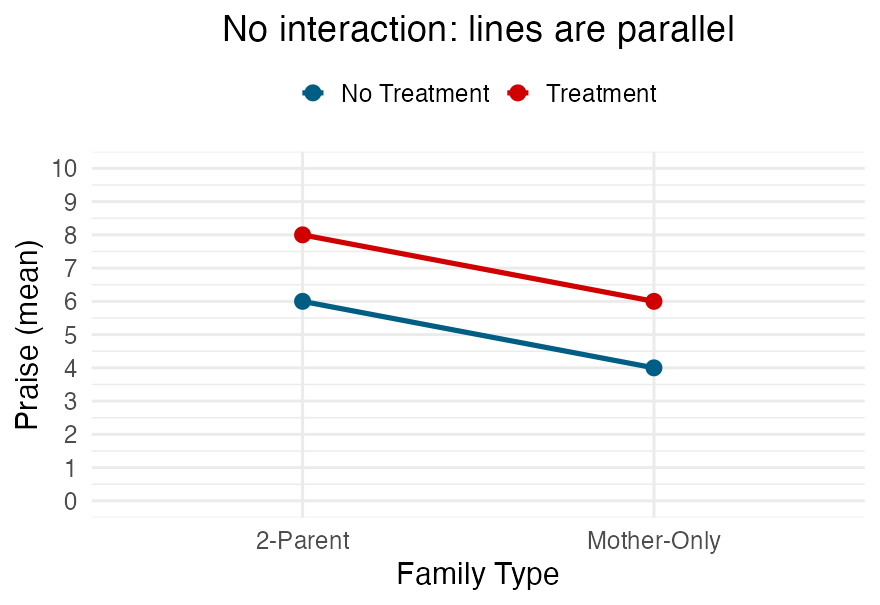 No interaction: lines are parallel
No Treatment Treatment
10
9
8
7
6
5
4
3
2
1
0
Praise (mean)
2-Parent Mother-Only
Family Type